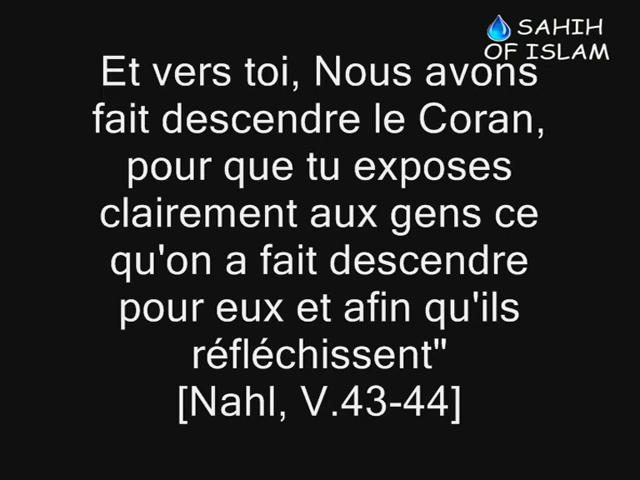 SAHIH
OF ISLAM
Et vers toi, Nous avons
fait descendre le Coran,
pour que tu exposes
clairement aux gens ce
qu'on a fait descendre
pour eux et afin qu'ils
réfléchissent"
[Nahl, V.43-44]